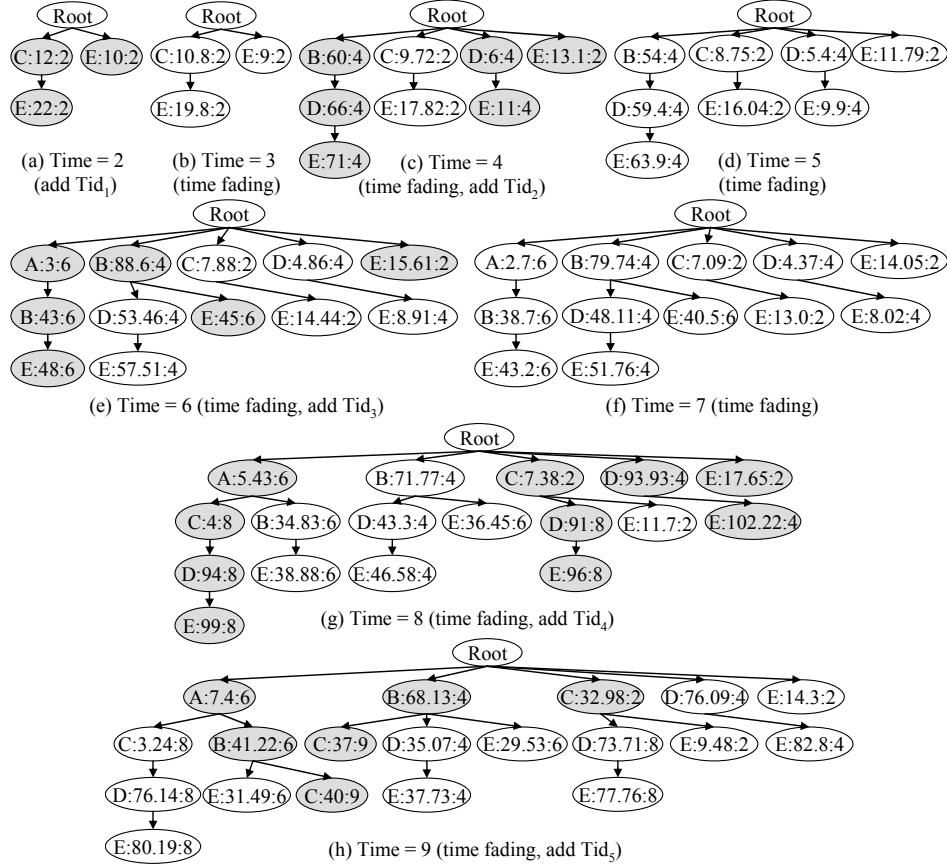 Root
C:12:2 E:10:2
E:22:2
(a) Time = 2
(add Tid1)
Root
C:10.8:2 E:9:2
E:19.8:2
(b) Time = 3
(time fading)
Root
B:60:4 C:9.72:2 D:6:4 E:13.1:2
D:66:4 E:17.82:2 E:11:4
E:71:4
(c) Time = 4
(time fading, add Tid2)
Root
B:54:4 C:8.75:2 D:5.4:4 E:11.79:2
D:59.4:4 E:16.04:2 E:9.9:4
E:63.9:4
(d) Time = 5
(time fading)
Root
A:3:6 B:88.6:4 C:7.88:2 D:4.86:4 E:15.61:2
B:43:6 D:53.46:4 E:45:6 E:14.44:2 E:8.91:4
E:48:6 E:57.51:4
(e) Time = 6 (time fading, add Tid3)
Root
A:2.7:6 B:79.74:4 C:7.09:2 D:4.37:4 E:14.05:2
B:38.7:6 D:48.11:4 E:40.5:6 E:13.0:2 E:8.02:4
E:43.2:6 E:51.76:4
(f) Time = 7 (time fading)
Root
A:5.43:6 B:71.77:4 C:7.38:2 D:93.93:4 E:17.65:2
C:4:8 B:34.83:6 D:43.3:4 E:36.45:6 D:91:8 E:11.7:2 E:102.22:4
D:94:8 E:38.88:6 E:46.58:4 E:96:8
E:99:8
(g) Time = 8 (time fading, add Tid4)
Root
A:7.4:6 B:68.13:4 C:32.98:2 D:76.09:4 E:14.3:2
C:3.24:8 B:41.22:6 C:37:9 D:35.07:4 E:29.53:6 D:73.71:8 E:9.48:2 E:82.8:4
D:76.14:8 E:31.49:6 C:40:9 E:37.73:4 E:77.76:8
E:80.19:8
(h) Time = 9 (time fading, add Tid5)